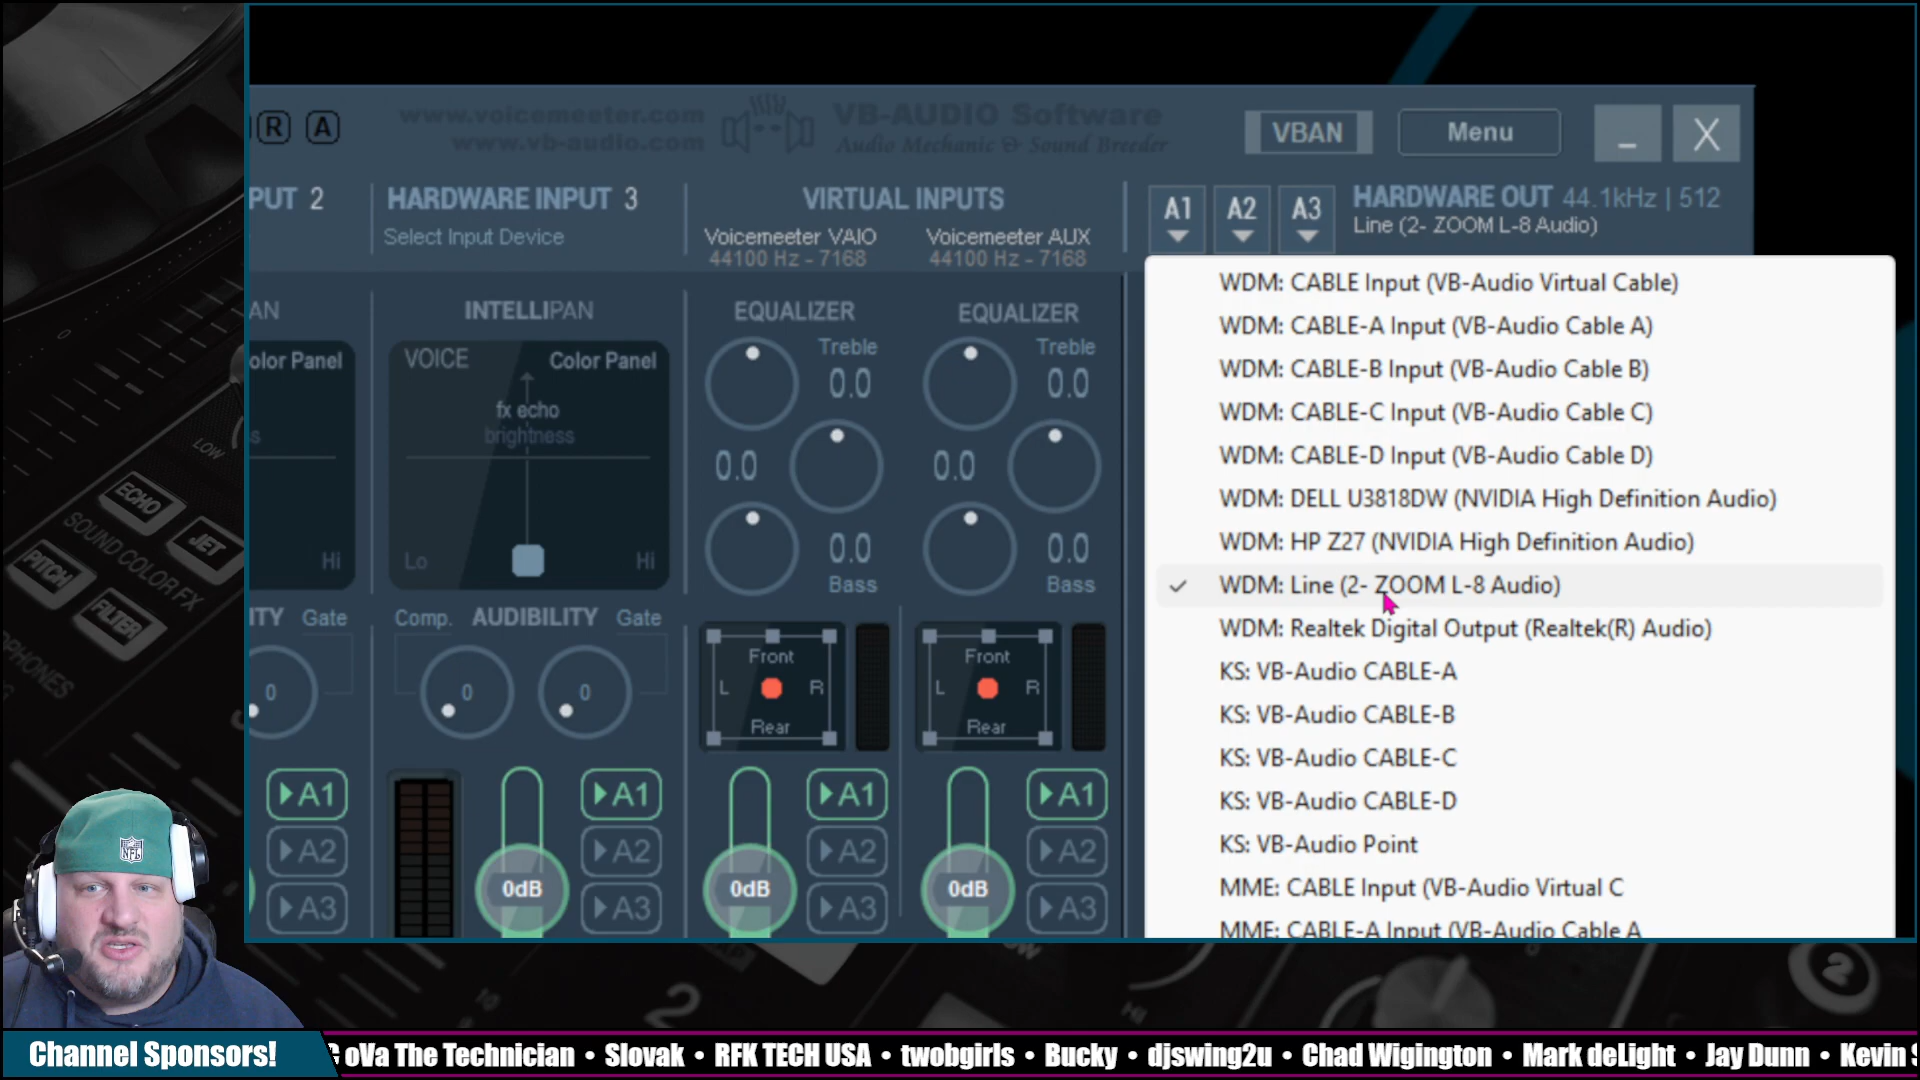 R A
www.voicemeeter.com
www.vb-audio.com
VB-AUDIO Software
Audio Mechanic & Sound Breeder
VBAN
Menu
X
PUT 2
HARDWARE INPUT 3
Select Input Device
VIRTUAL INPUTS
Voicemeeter VAIO
44100 Hz - 7168
Voicemeeter AUX
44100 Hz - 7168
A1 A2 A3
HARDWARE OUT 44.1kHz | 512
Line (2- ZOOM L-8 Audio)
WDM: CABLE Input (VB-Audio Virtual Cable)
WDM: CABLE-A Input (VB-Audio Cable A)
WDM: CABLE-B Input (VB-Audio Cable B)
WDM: CABLE-C Input (VB-Audio Cable C)
WDM: CABLE-D Input (VB-Audio Cable D)
WDM: DELL U3818DW (NVIDIA High Definition Audio)
WDM: HP Z27 (NVIDIA High Definition Audio)
WDM: Line (2- ZOOM L-8 Audio)
WDM: Realtek Digital Output (Realtek(R) Audio)
KS: VB-Audio CABLE-A
KS: VB-Audio CABLE-B
KS: VB-Audio CABLE-C
KS: VB-Audio CABLE-D
KS: VB-Audio Point
MME: CABLE Input (VB-Audio Virtual C
MME: CABLE-A Input (VB-Audio Cable A
AN
olor Panel
Hi
INTELLIPAN
VOICE
Color Panel
fx echo
brightness
Lo
Hi
EQUALIZER
Treble
0.0
0.0
0.0
Bass
EQUALIZER
Treble
0.0
0.0
0.0
Bass
ITY Gate
0
Comp. AUDIBILITY Gate
0 0
Front
L R
Rear
Front
L R
Rear
A1
A2
A3
0dB
A1
A2
A3
0dB
A1
A2
A3
0dB
A1
A2
A3
LOW
ECHO
JET
SOUND COLOR FX
PITCH
FILTER
NFL
10
2
HI
2
Channel Sponsors!
oVa The Technician • Slovak • RFK TECH USA • twobgirls • Bucky • djswing2u • Chad Wigington • Mark deLight • Jay Dunn • Kevin